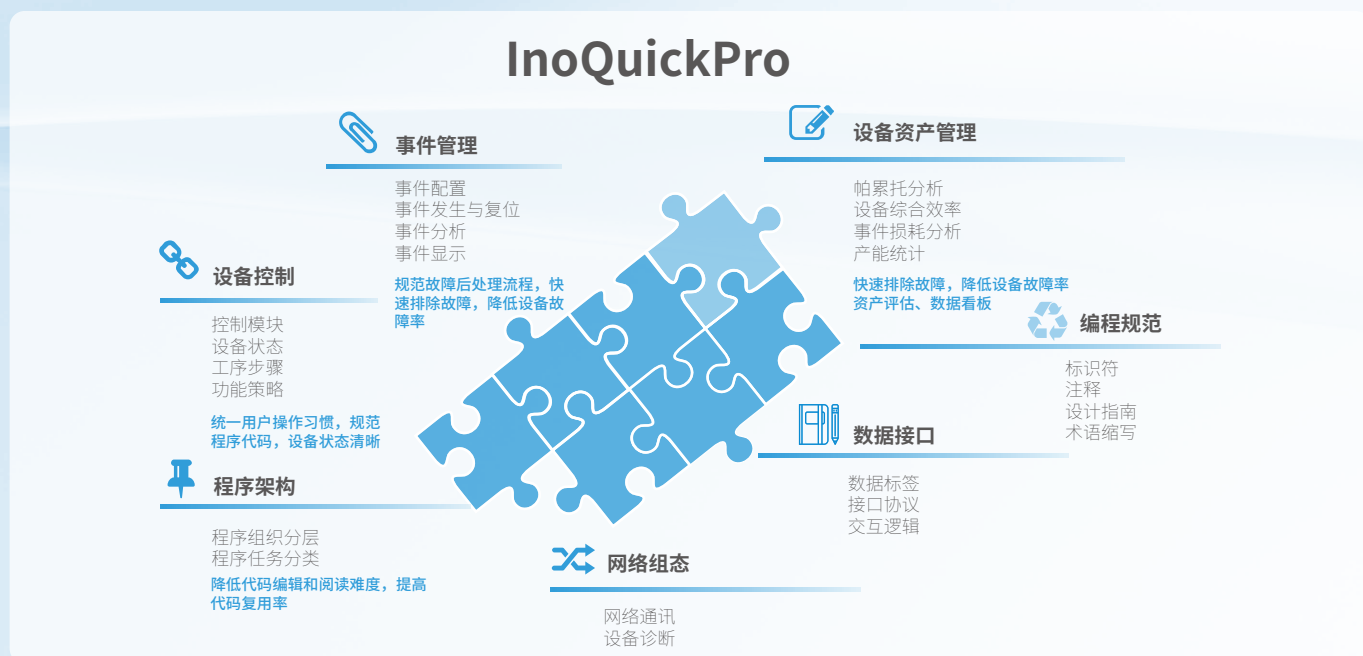 InoQuickPro
事件管理
事件配置
事件发生与复位
事件分析
事件显示
规范故障后处理流程，快
速排除故障，降低设备故
障率
设备资产管理
帕累托分析
设备综合效率
事件损耗分析
产能统计
快速排除故障，降低设备故障率
资产评估、数据看板
设备控制
控制模块
设备状态
工序步骤
功能策略
统一用户操作习惯，规范
程序代码，设备状态清晰
编程规范
标识符
注释
设计指南
术语缩写
程序架构
程序组织分层
程序任务分类
降低代码编辑和阅读难度，提高
代码复用率
数据接口
数据标签
接口协议
交互逻辑
网络组态
网络通讯
设备诊断